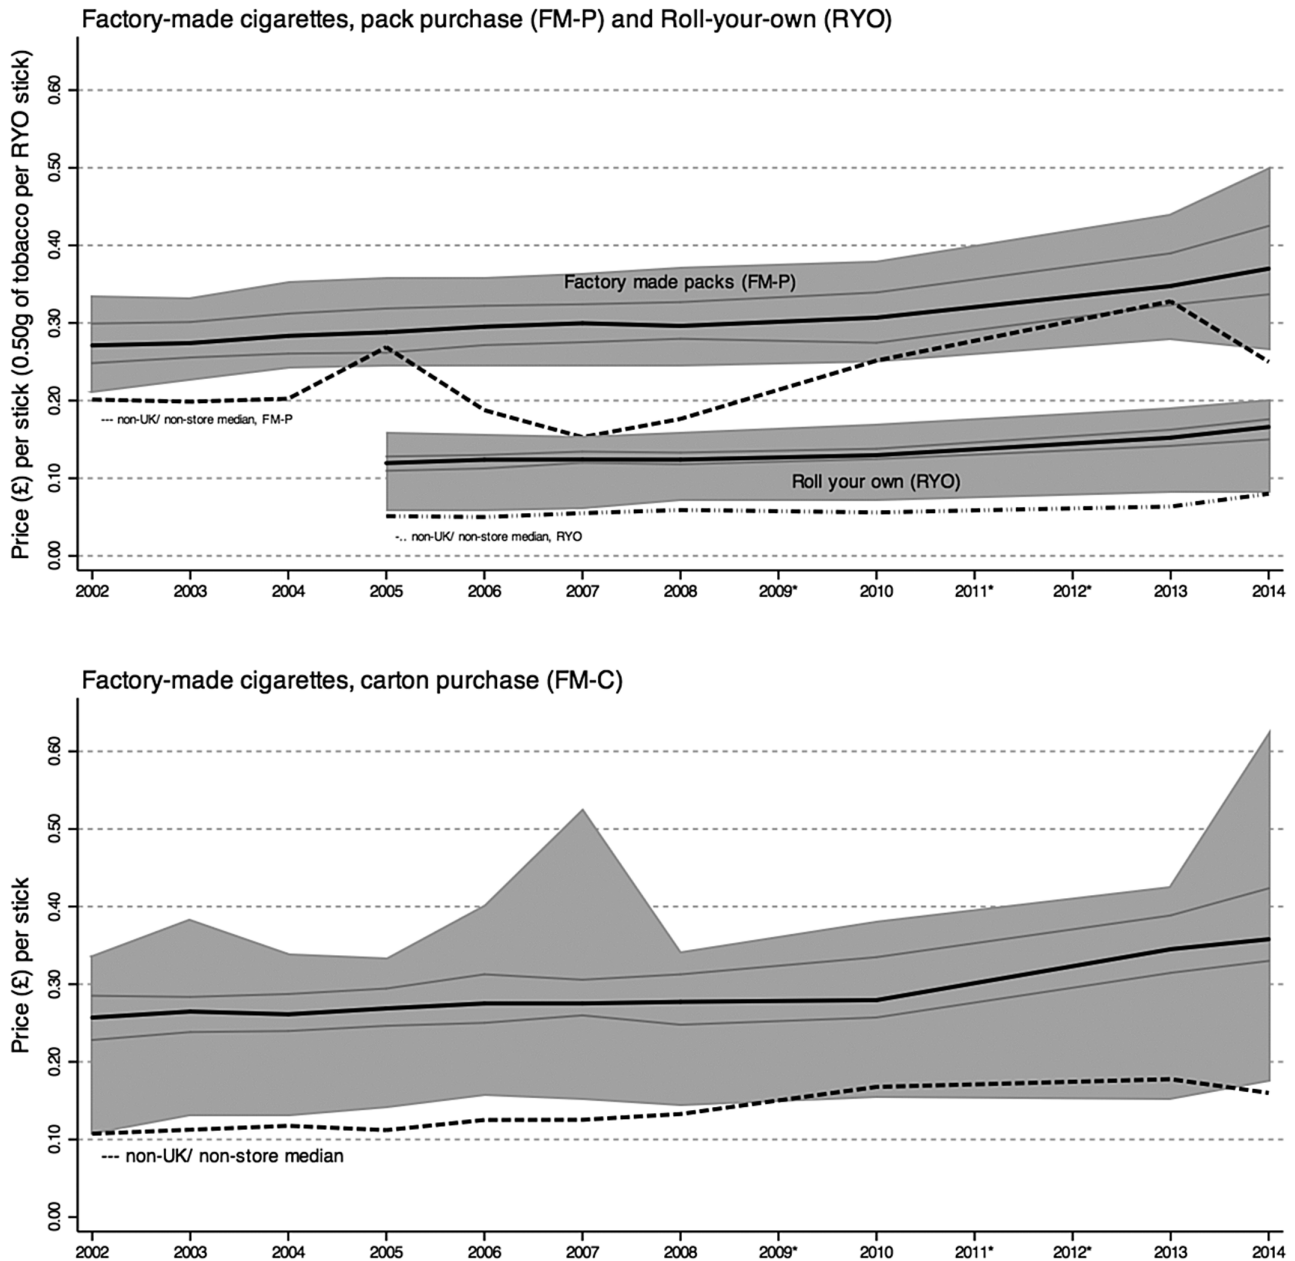 Factory-made cigarettes, pack purchase (FM-P) and Roll-your-own (RYO)
Price (£) per stick (0.50g of tobacco per RYO stick)
0.60
0.50
0.40
0.30
0.20
0.10
0.00
Factory made packs (FM-P)
--- non-UK/ non-store median, FM-P
Roll your own (RYO)
-.. non-UK/ non-store median, RYO
2002 2003 2004 2005 2006 2007 2008 2009* 2010 2011* 2012* 2013 2014
Factory-made cigarettes, carton purchase (FM-C)
Price (£) per stick
0.60
0.50
0.40
0.30
0.20
0.10
0.00
--- non-UK/ non-store median
2002 2003 2004 2005 2006 2007 2008 2009* 2010 2011* 2012* 2013 2014